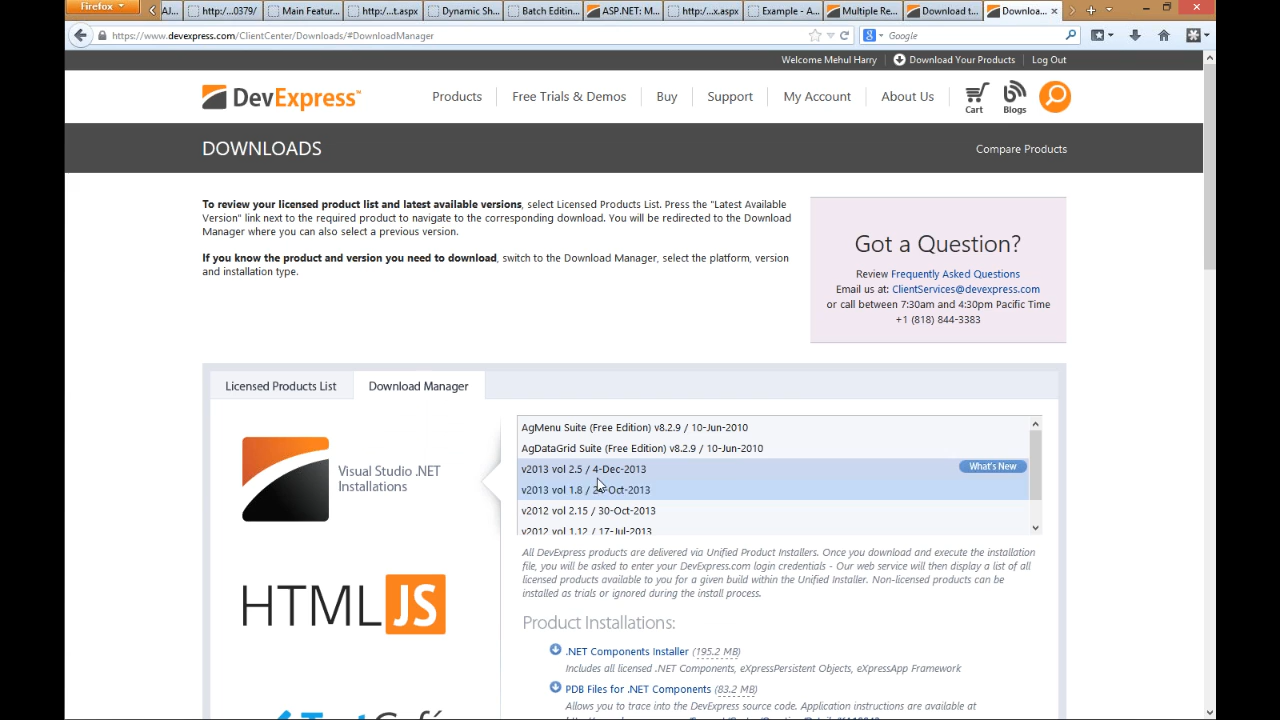 Firefox
AJ...
http:.../0379/
Main Featur...
http:...t.aspx
Dynamic Sh...
Batch Editin...
ASP.NET: M...
http:...x.aspx
Example - A...
Multiple Re...
Download t...
Downloa...
https://www.devexpress.com/ClientCenter/Downloads/#DownloadManager
Google
Welcome Mehul Harry
Download Your Products
Log Out
DevExpress™
Products
Free Trials & Demos
Buy
Support
My Account
About Us
Cart
Blogs
DOWNLOADS
Compare Products
To review your licensed product list and latest available versions, select Licensed Products List. Press the "Latest Available
Version" link next to the required product to navigate to the corresponding download. You will be redirected to the Download
Manager where you can also select a previous version.
If you know the product and version you need to download, switch to the Download Manager, select the platform, version
and installation type.
Got a Question?
Review Frequently Asked Questions
Email us at: ClientServices@devexpress.com
or call between 7:30am and 4:30pm Pacific Time
+1 (818) 844-3383
Licensed Products List
Download Manager
Visual Studio .NET
Installations
HTML JS
AgMenu Suite (Free Edition) v8.2.9 / 10-Jun-2010
AgDataGrid Suite (Free Edition) v8.2.9 / 10-Jun-2010
v2013 vol 2.5 / 4-Dec-2013
What's New
v2013 vol 1.8 /
v2012 vol 2.15 / 30-Oct-2013
v2012 vol 1.12 / 17-Jul-2013
All DevExpress products are delivered via Unified Product Installers. Once you download and execute the installation
file, you will be asked to enter your DevExpress.com login credentials - Our web service will then display a list of all
licensed products available to you for a given build within the Unified Installer. Non-licensed products can be
installed as trials or ignored during the install process.
Product Installations:
.NET Components Installer (195.2 MB)
Includes all licensed .NET Components, eXpressPersistent Objects, eXpressApp Framework
PDB Files for .NET Components (83.2 MB)
Allows you to trace into the DevExpress source code. Application instructions are available at